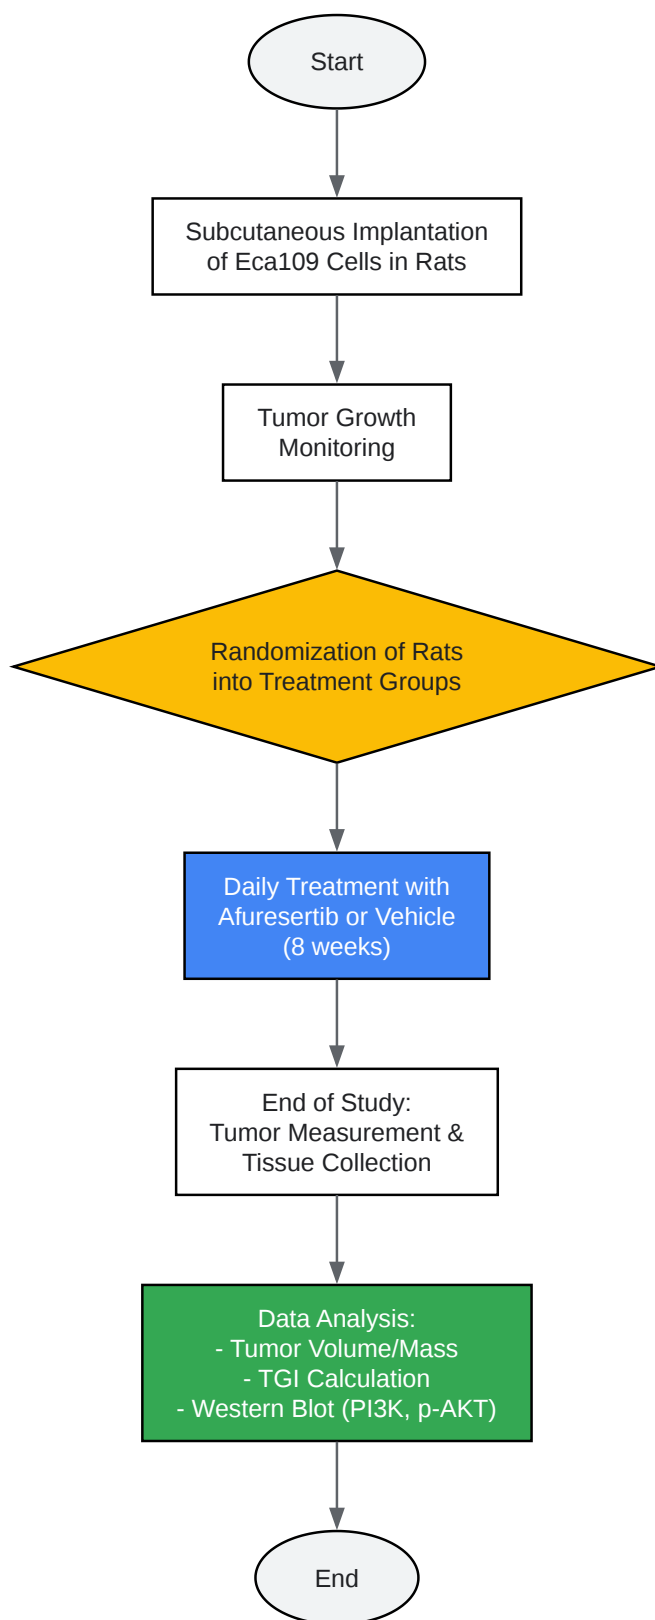 Start
Subcutaneous Implantation
of Eca109 Cells in Rats
Tumor Growth
Monitoring
Randomization of Rats
into Treatment Groups
Daily Treatment with
Afuresertib or Vehicle
(8 weeks)
End of Study:
Tumor Measurement &
Tissue Collection
Data Analysis:
- Tumor Volume/Mass
- TGI Calculation
- Western Blot (PI3K, p-AKT)
End